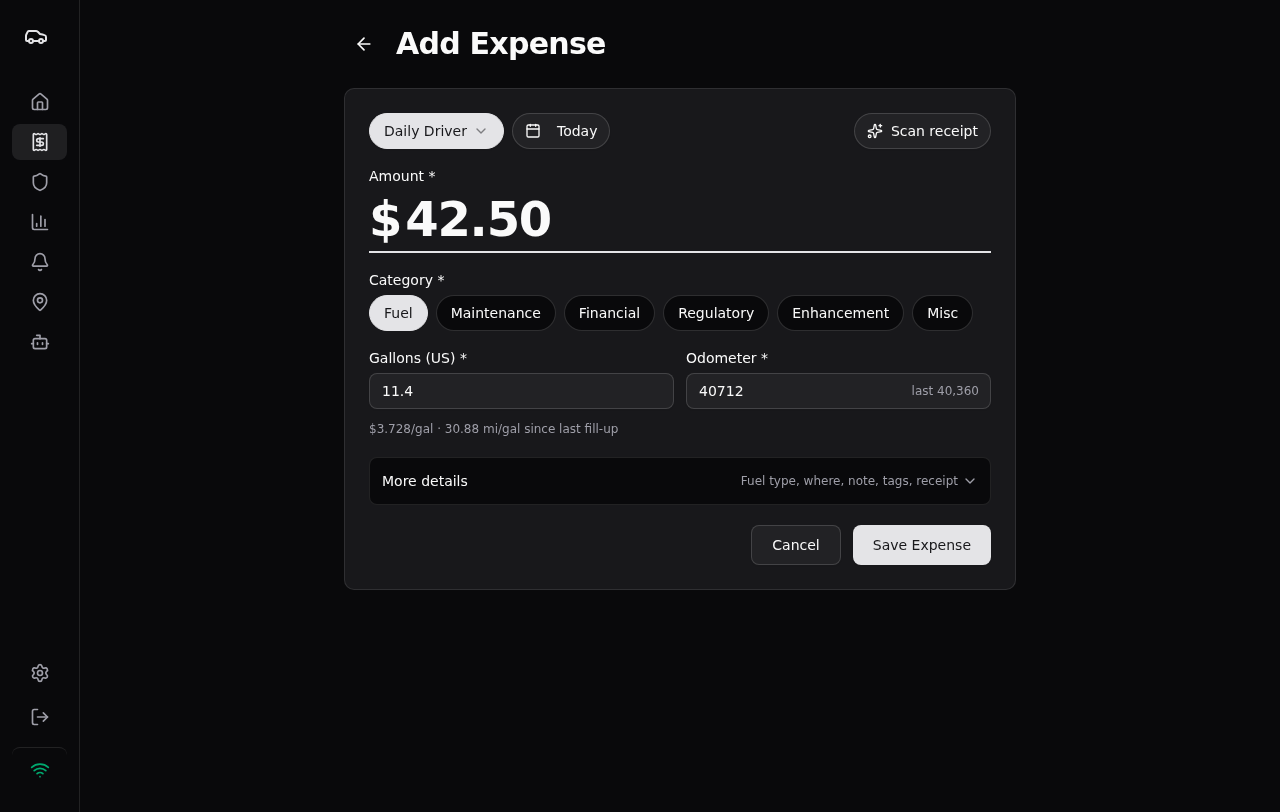 Add Expense
Daily Driver
Today
Scan receipt
Amount *
$42.50
Category *
Fuel
Maintenance
Financial
Regulatory
Enhancement
Misc
Gallons (US) *
Odometer *
11.4
40712
last 40,360
$3.728/gal · 30.88 mi/gal since last fill-up
More details
Fuel type, where, note, tags, receipt
Cancel
Save Expense